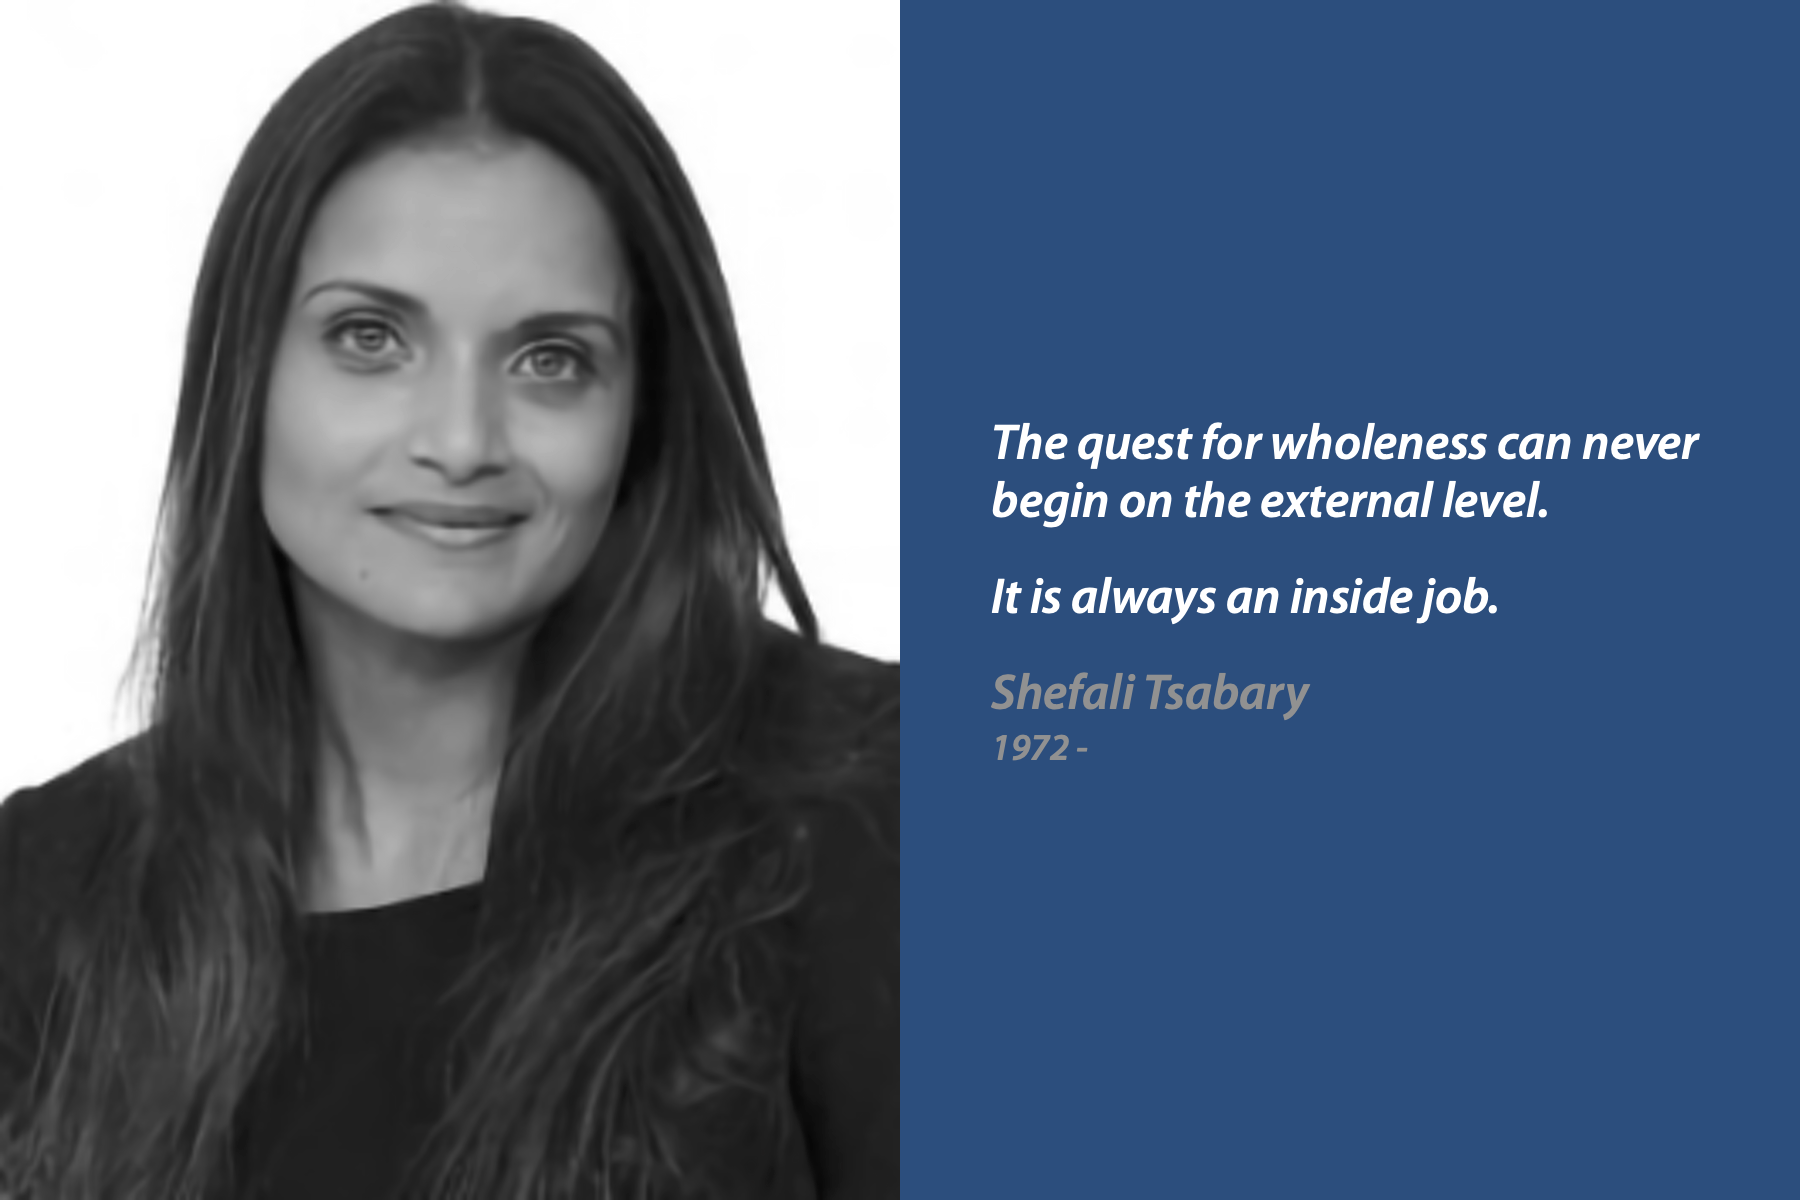 The quest for wholeness can never
begin on the external level.
It is always an inside job.
Shefali Tsabary
1972 -